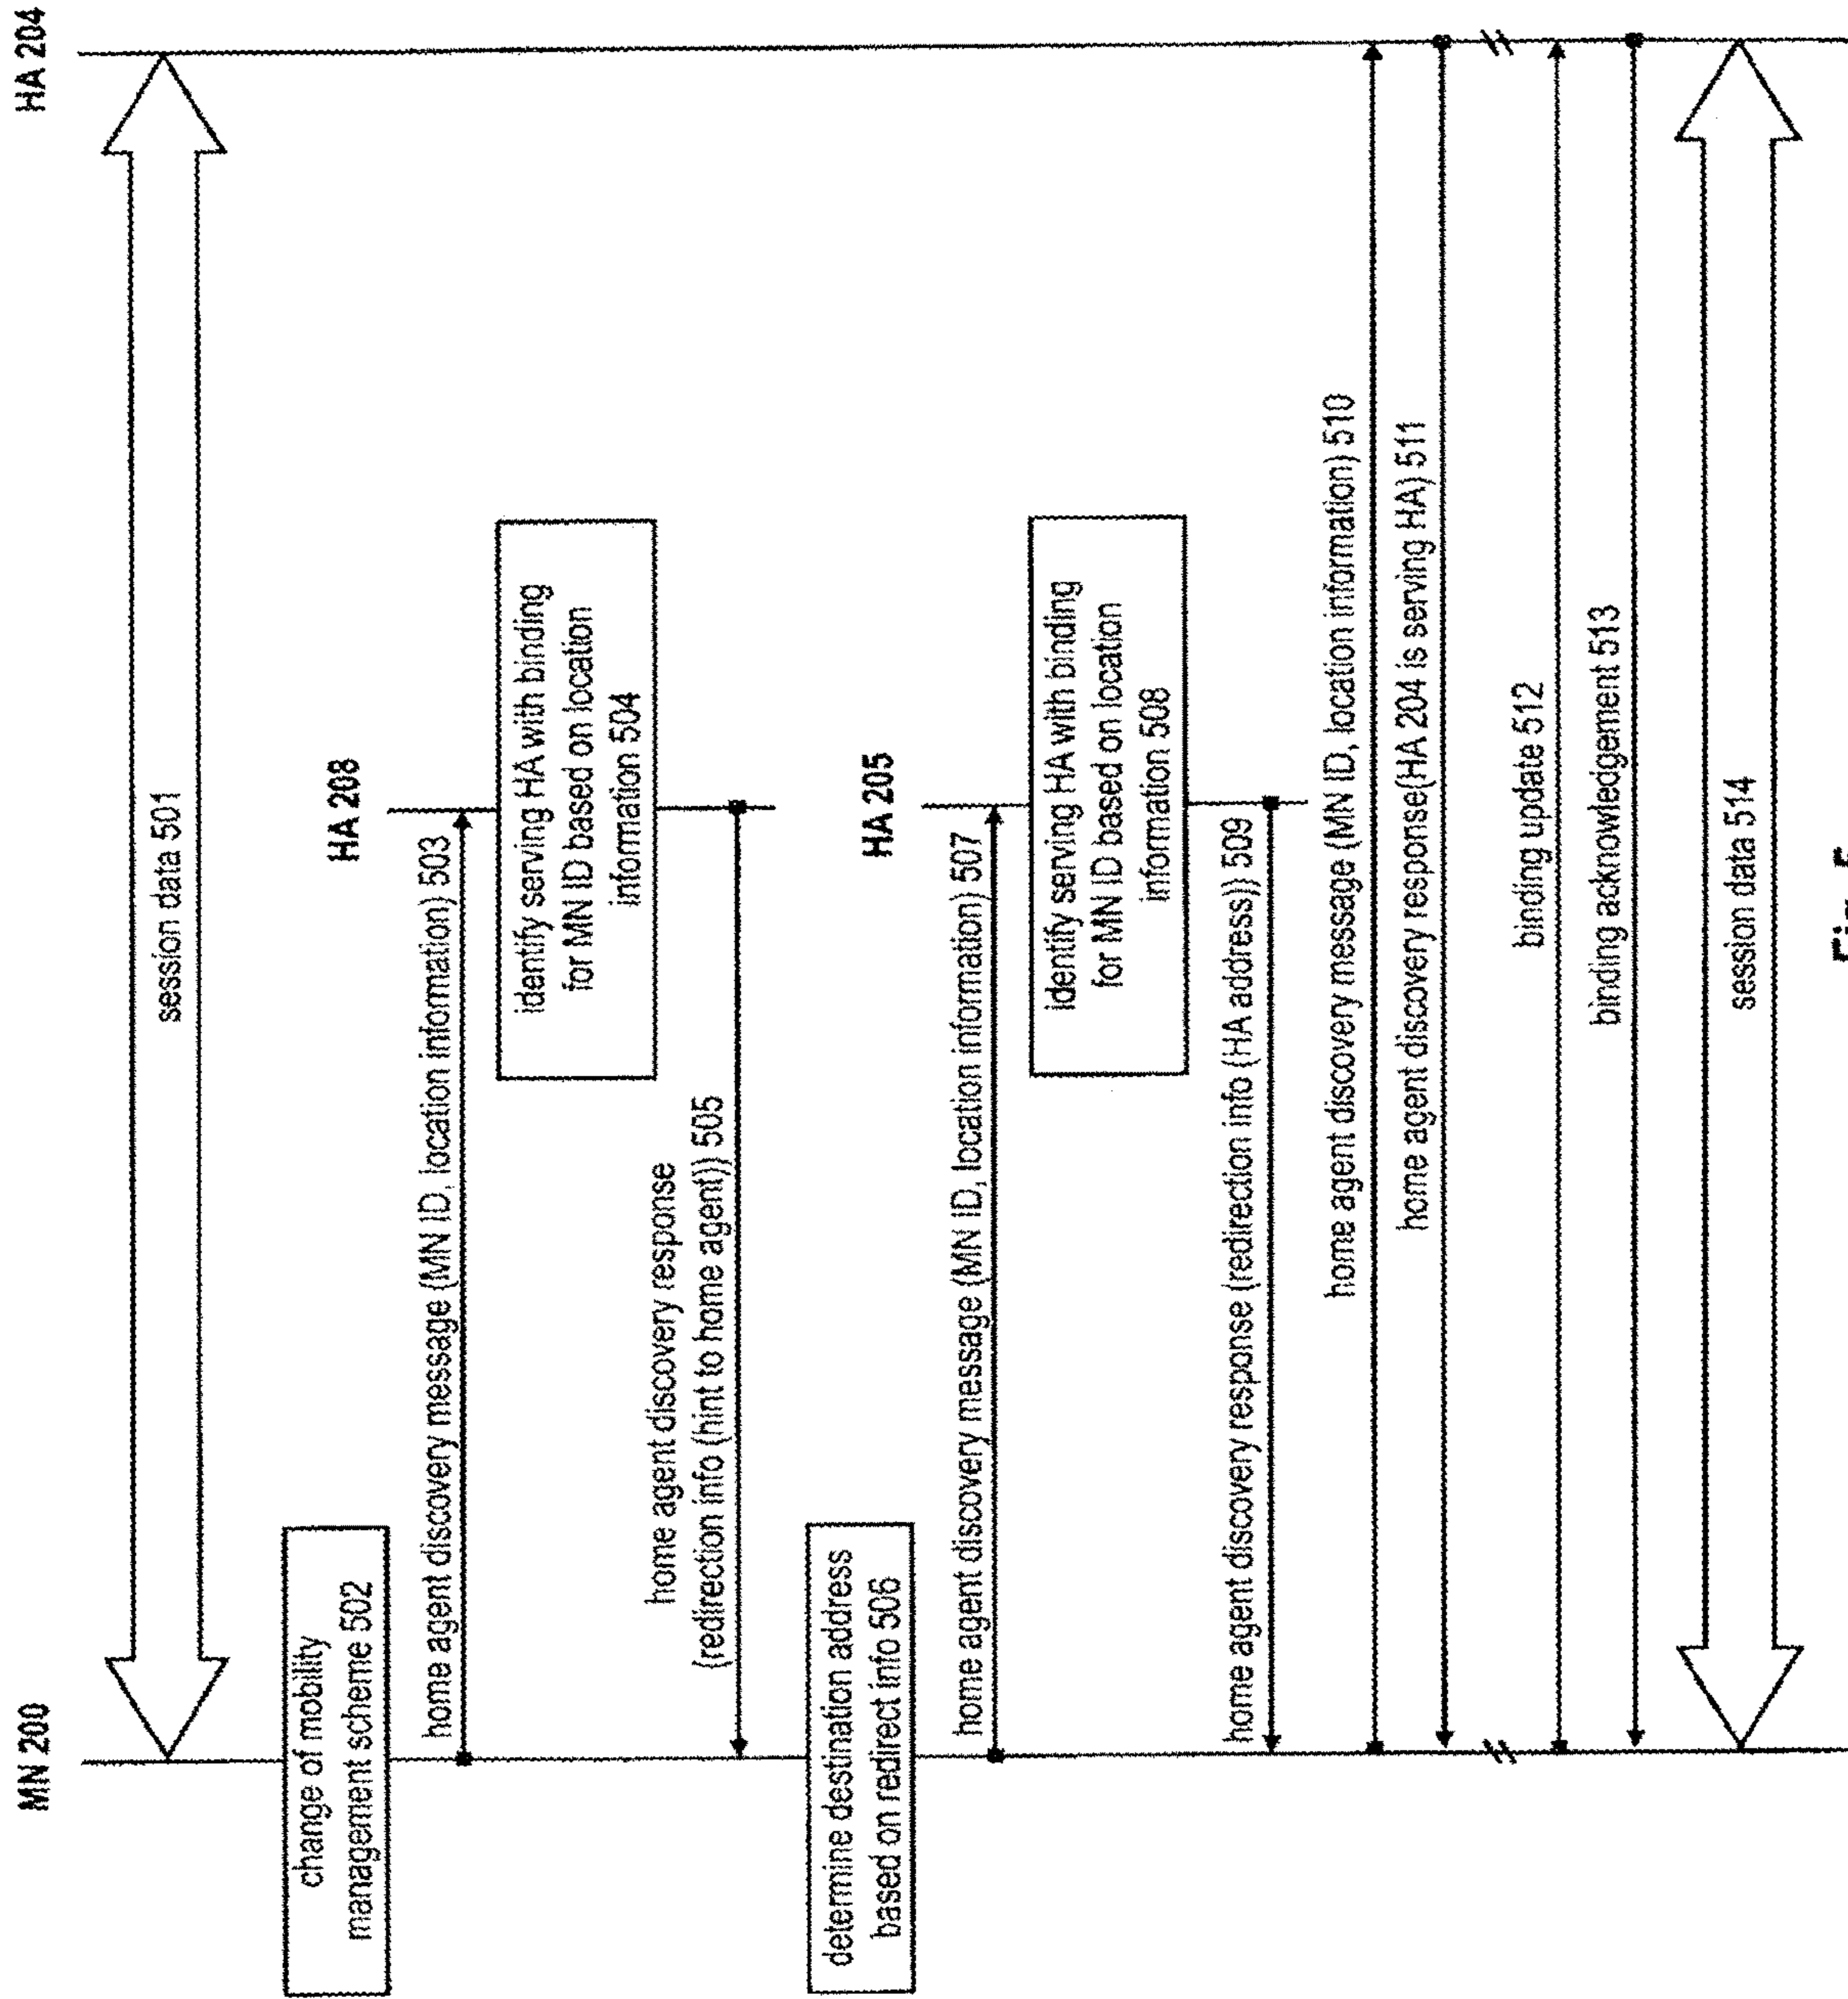 MN 200
HA 204
session data 501
change of mobility
management scheme 502
HA 208
home agent discovery message (MN ID, location information) 503
identify serving HA with binding
for MN ID based on location
information 504
home agent discovery response
(redirection info (hint to home agent)) 505
determine destination address
based on redirect info 506
HA 205
home agent discovery message (MN ID, location information) 507
identify serving HA with binding
for MN ID based on location
information 508
home agent discovery response (redirection info (HA address)) 509
home agent discovery message (MN ID, location information) 510
home agent discovery response(HA 204 is serving HA) 511
binding update 512
binding acknowledgement 513
session data 514